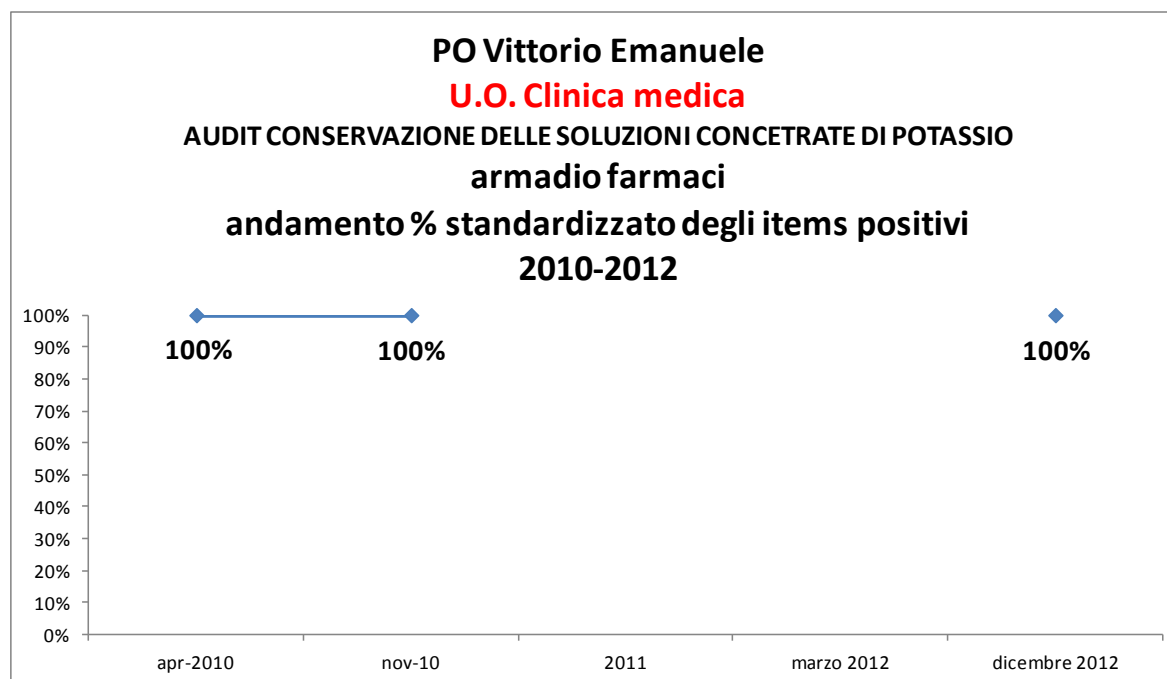 PO Vittorio Emanuele
U.O. Clinica medica
AUDIT CONSERVAZIONE DELLE SOLUZIONI CONCETRATE DI POTASSIO
armadio farmaci
andamento % standardizzato degli items positivi
2010-2012
100%
90%
80%
70%
60%
50%
40%
30%
20%
10%
0%
100%
100%
100%
apr-2010
nov-10
2011
marzo 2012
dicembre 2012